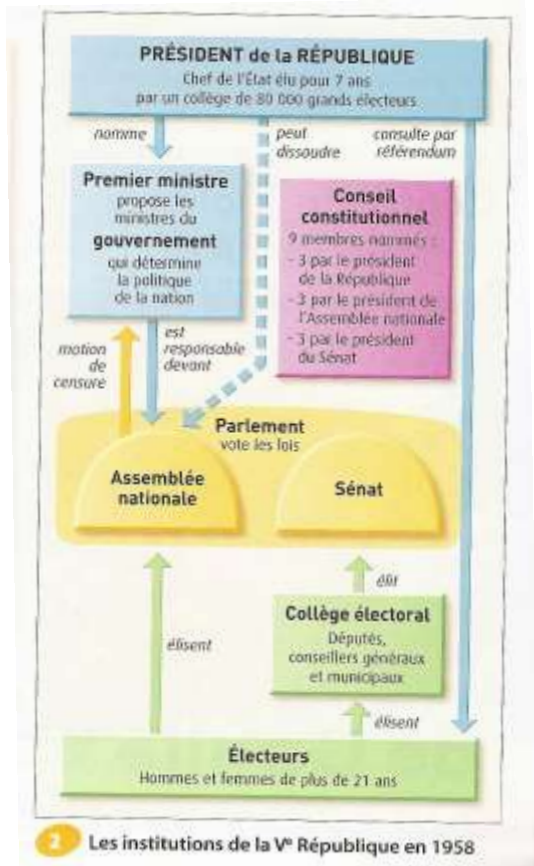 PRÉSIDENT de la RÉPUBLIQUE
Chef de l'État élu pour 7 ans
par un collège de 80 000 grands électeurs
nomme
peut
dissoudre
consulte par
référendum
Premier ministre
propose les
ministres du
gouvernement
qui détermine
la politique
de la nation
Conseil
constitutionnel
9 membres nommés :
- 3 par le président
de la République
- 3 par le président de
l'Assemblée nationale
- 3 par le président
du Sénat
motion
de
censure
est
responsable
devant
Parlement
vote les lois
Assemblée
nationale
Sénat
élit
Collège électoral
Députés,
conseillers généraux
et municipaux
élisent
élisent
Électeurs
Hommes et femmes de plus de 21 ans
2 Les institutions de la Vᵉ République en 1958